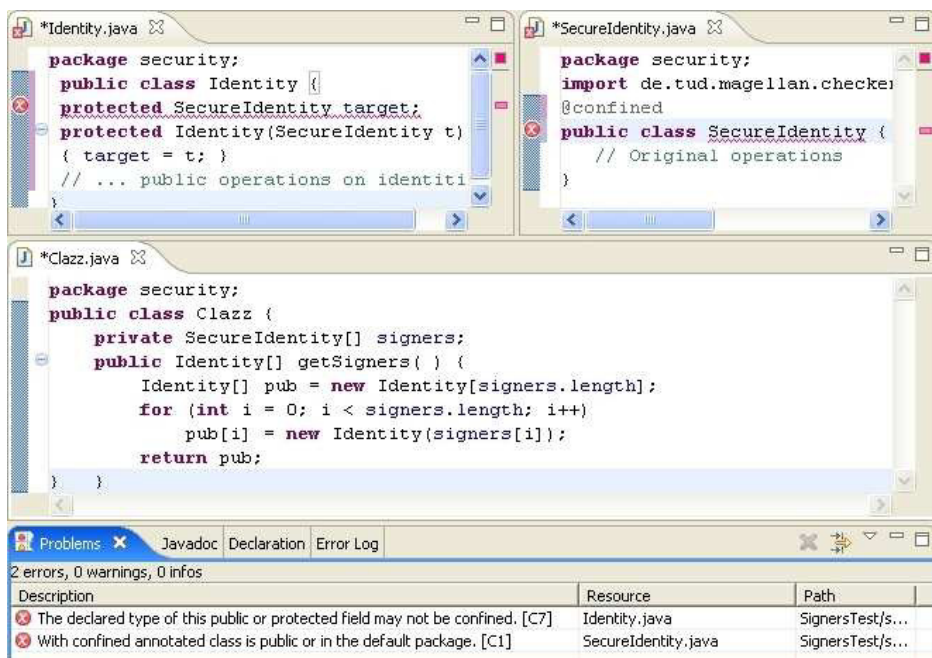 *Identity.java
package security;
public class Identity {
protected SecureIdentity target;
protected Identity(SecureIdentity t)
{ target = t; }
// ... public operations on identiti
}
*SecureIdentity.java
package security;
import de.tud.magellan.checker
@confined
public class SecureIdentity {
// Original operations
}
*Clazz.java
package security;
public class Clazz {
private SecureIdentity[] signers;
public Identity[] getSigners( ) {
Identity[] pub = new Identity[signers.length];
for (int i = 0; i < signers.length; i++)
pub[i] = new Identity(signers[i]);
return pub;
} }
Problems Javadoc Declaration Error Log
2 errors, 0 warnings, 0 infos
Description Resource Path
The declared type of this public or protected field may not be confined. [C7] Identity.java SignersTest/s...
With confined annotated class is public or in the default package. [C1] SecureIdentity.java SignersTest/s...